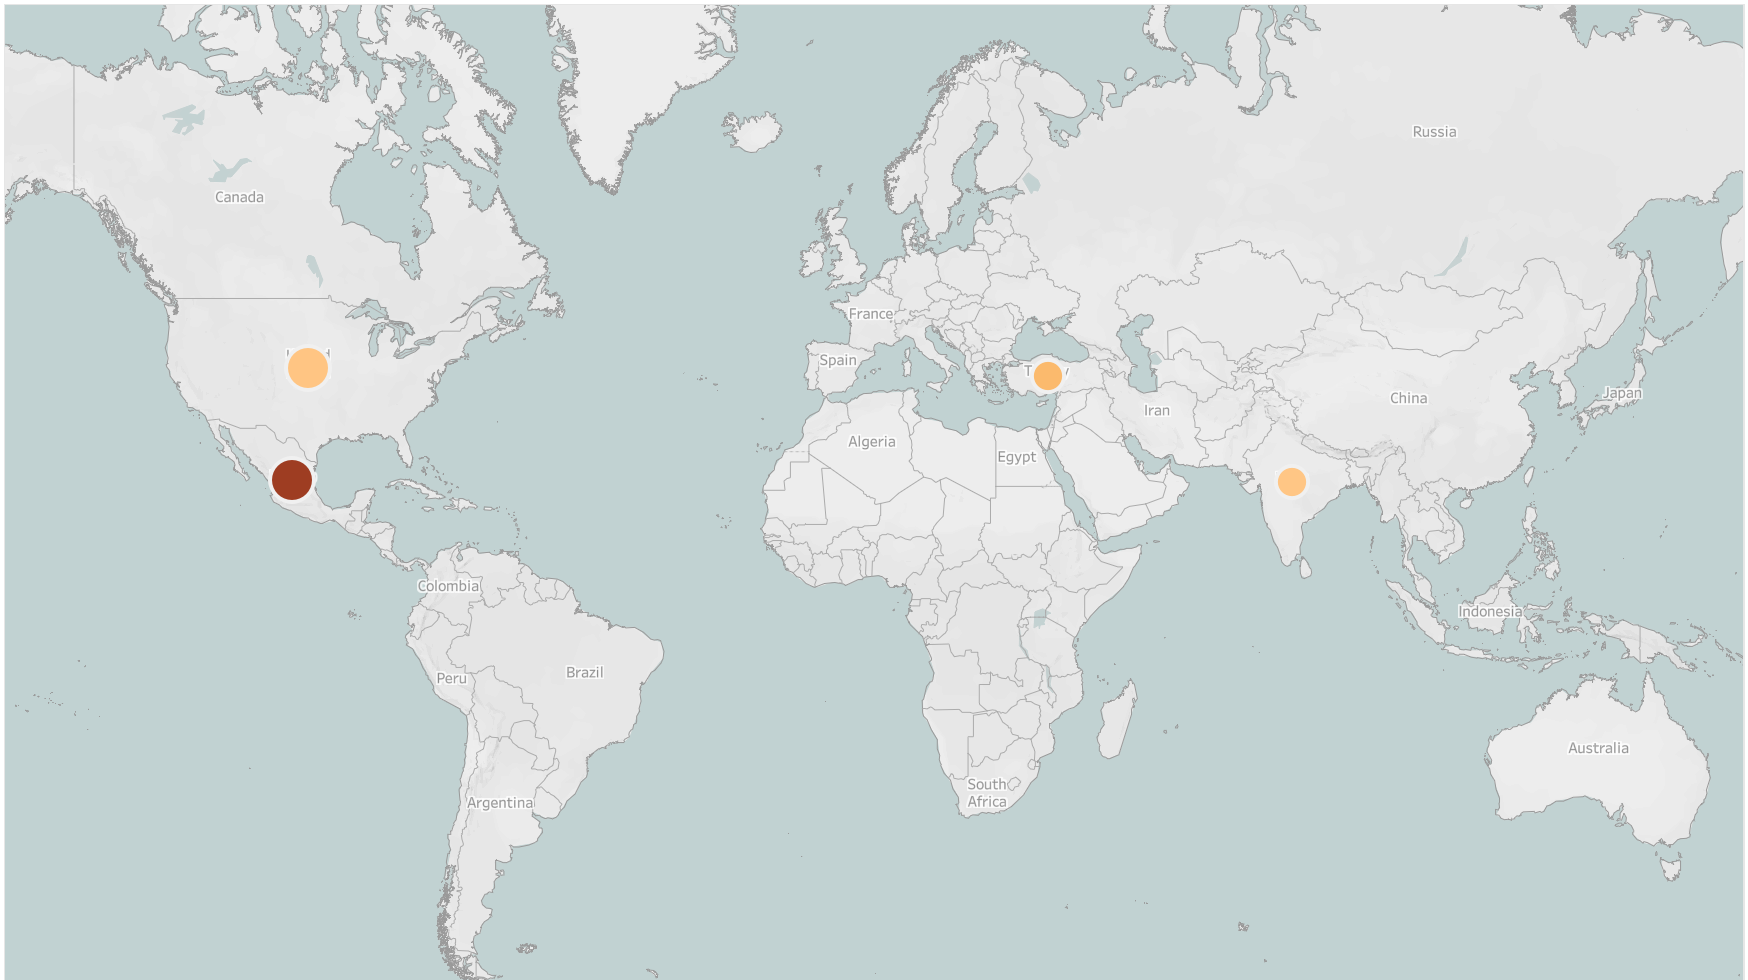 Russia
Canada
France
Spain
China
Japan
Iran
Algeria
Egypt
Colombia
Indonesia
Brazil
Peru
Australia
South
Africa
Argentina